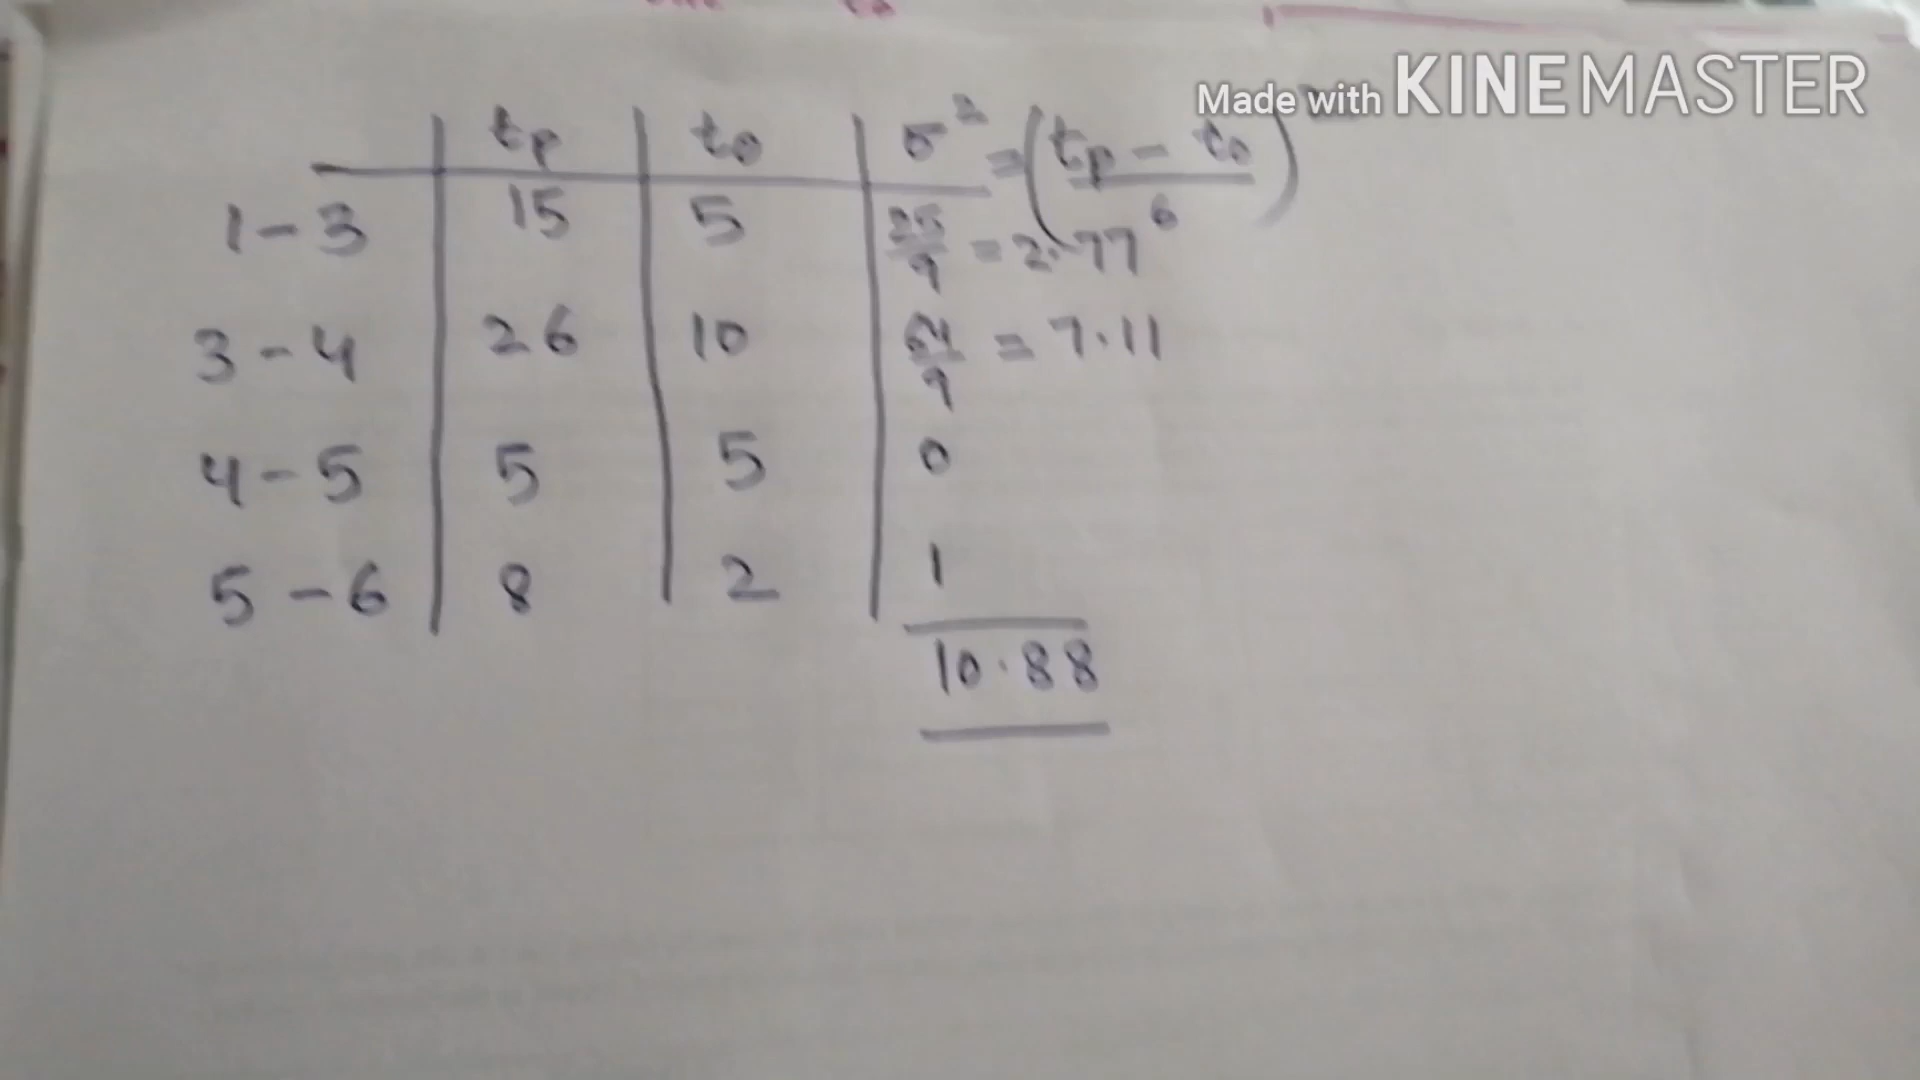 Made with KINEMASTER
tp to σ² = (tp - to / 6)²
1-3 15 5 25/9 = 2.77
3-4 26 10 64/9 = 7.11
4-5 5 5 0
5-6 8 2 1
10.88